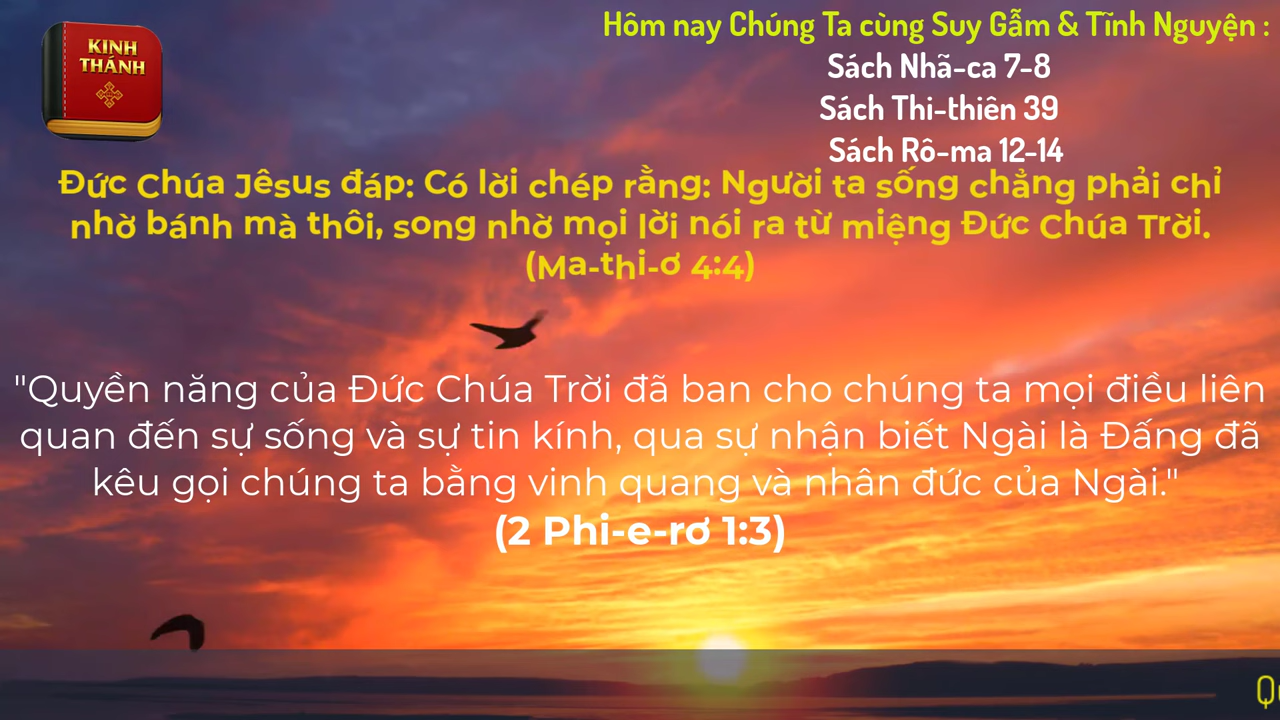 KINH
THÁNH
Hôm nay Chúng Ta cùng Suy Gẫm & Tĩnh Nguyện :
Sách Nhã-ca 7-8
Sách Thi-thiên 39
Sách Rô-ma 12-14
Đức Chúa Jêsus đáp: Có lời chép rằng: Người ta sống chẳng phải chỉ
nhờ bánh mà thôi, song nhờ mọi lời nói ra từ miệng Đức Chúa Trời.
(Ma-thi-ơ 4:4)
"Quyền năng của Đức Chúa Trời đã ban cho chúng ta mọi điều liên
quan đến sự sống và sự tin kính, qua sự nhận biết Ngài là Đấng đã
kêu gọi chúng ta bằng vinh quang và nhân đức của Ngài."
(2 Phi-e-rơ 1:3)